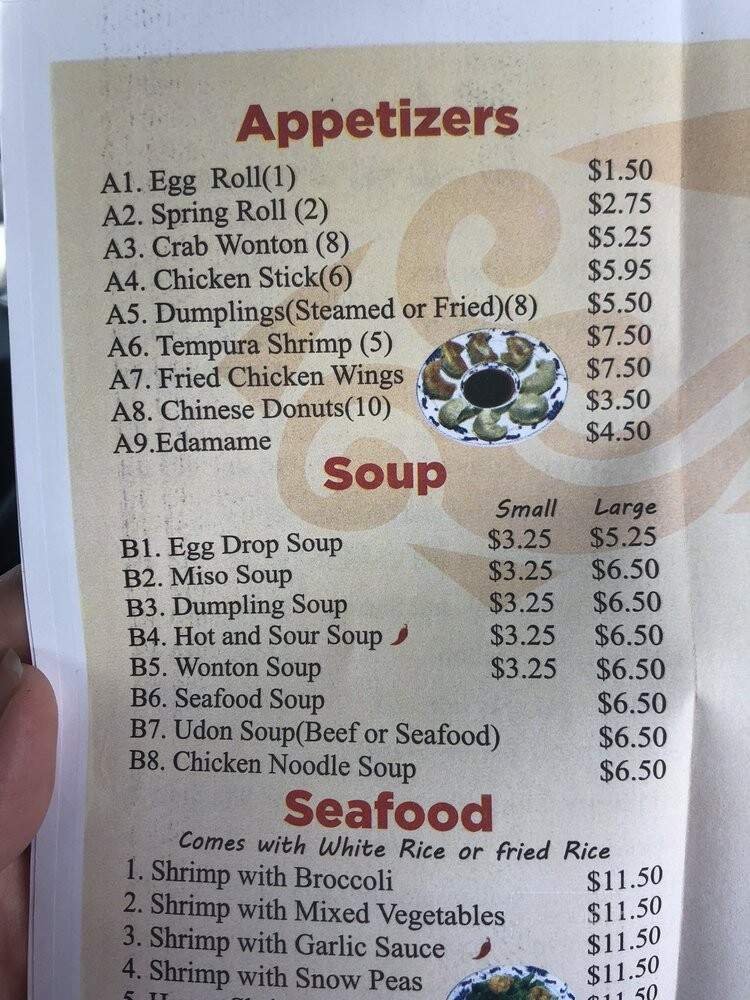 Appetizers
A1. Egg Roll(1) $1.50
A2. Spring Roll (2) $2.75
A3. Crab Wonton (8) $5.25
A4. Chicken Stick(6) $5.95
A5. Dumplings(Steamed or Fried)(8) $5.50
A6. Tempura Shrimp (5) $7.50
A7. Fried Chicken Wings $7.50
A8. Chinese Donuts(10) $3.50
A9.Edamame $4.50
Soup
Small Large
B1. Egg Drop Soup $3.25 $5.25
B2. Miso Soup $3.25 $6.50
B3. Dumpling Soup $3.25 $6.50
B4. Hot and Sour Soup $3.25 $6.50
B5. Wonton Soup $3.25 $6.50
B6. Seafood Soup $6.50
B7. Udon Soup(Beef or Seafood) $6.50
B8. Chicken Noodle Soup $6.50
Seafood
Comes with White Rice or fried Rice
1. Shrimp with Broccoli $11.50
2. Shrimp with Mixed Vegetables $11.50
3. Shrimp with Garlic Sauce $11.50
4. Shrimp with Snow Peas $11.50
$11.50